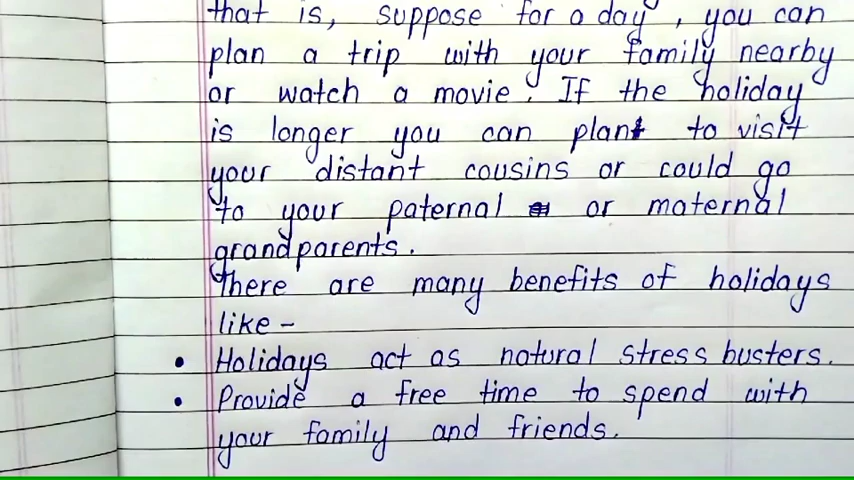 that is, suppose for a day, you can
plan a trip with your family nearby
or watch a movie. If the holiday
is longer you can plan to visit
your distant cousins or could go
to your paternal or maternal
grandparents.
There are many benefits of holidays
like -
• Holidays act as natural stress busters.
• Provide a free time to spend with
your family and friends.